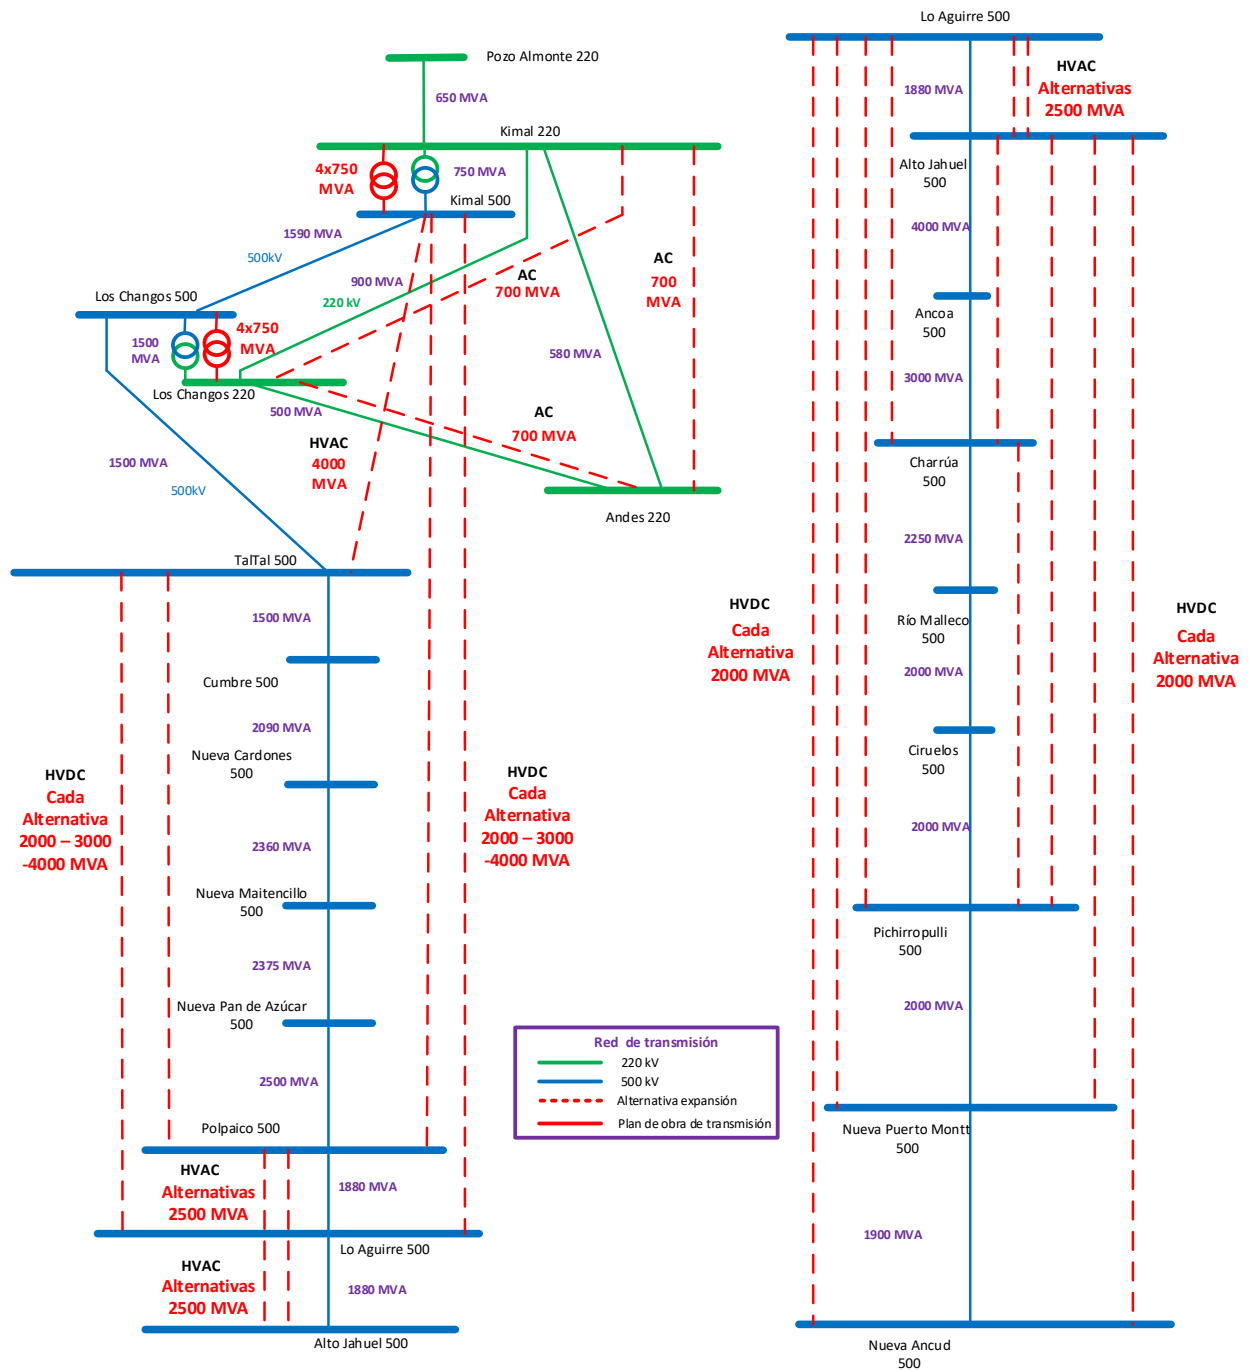 Pozo Almonte 220
650 MVA
Kimal 220
4x750
MVA
750 MVA
Kimal 500
1590 MVA
500kV
900 MVA
220 kV
AC
700 MVA
AC
700
MVA
Los Changos 500
1500
MVA
4x750
MVA
580 MVA
Los Changos 220
500 MVA
AC
700 MVA
HVAC
4000
MVA
1500 MVA
500kV
Andes 220
TalTal 500
1500 MVA
Cumbre 500
2090 MVA
Nueva Cardones
500
HVDC
Cada
Alternativa
2000 – 3000
-4000 MVA
HVDC
Cada
Alternativa
2000 – 3000
-4000 MVA
2360 MVA
Nueva Maitencillo
500
2375 MVA
Nueva Pan de Azúcar
500
2500 MVA
Polpaico 500
HVAC
Alternativas
2500 MVA
1880 MVA
Lo Aguirre 500
HVAC
Alternativas
2500 MVA
1880 MVA
Alto Jahuel 500
Red de transmisión
220 kV
500 kV
Alternativa expansión
Plan de obra de transmisión
Lo Aguirre 500
1880 MVA
HVAC
Alternativas
2500 MVA
Alto Jahuel
500
4000 MVA
Ancoa
500
3000 MVA
Charrúa
500
2250 MVA
Río Malleco
500
HVDC
Cada
Alternativa
2000 MVA
HVDC
Cada
Alternativa
2000 MVA
2000 MVA
Ciruelos
500
2000 MVA
Pichirropulli
500
2000 MVA
Nueva Puerto Montt
500
1900 MVA
Nueva Ancud
500